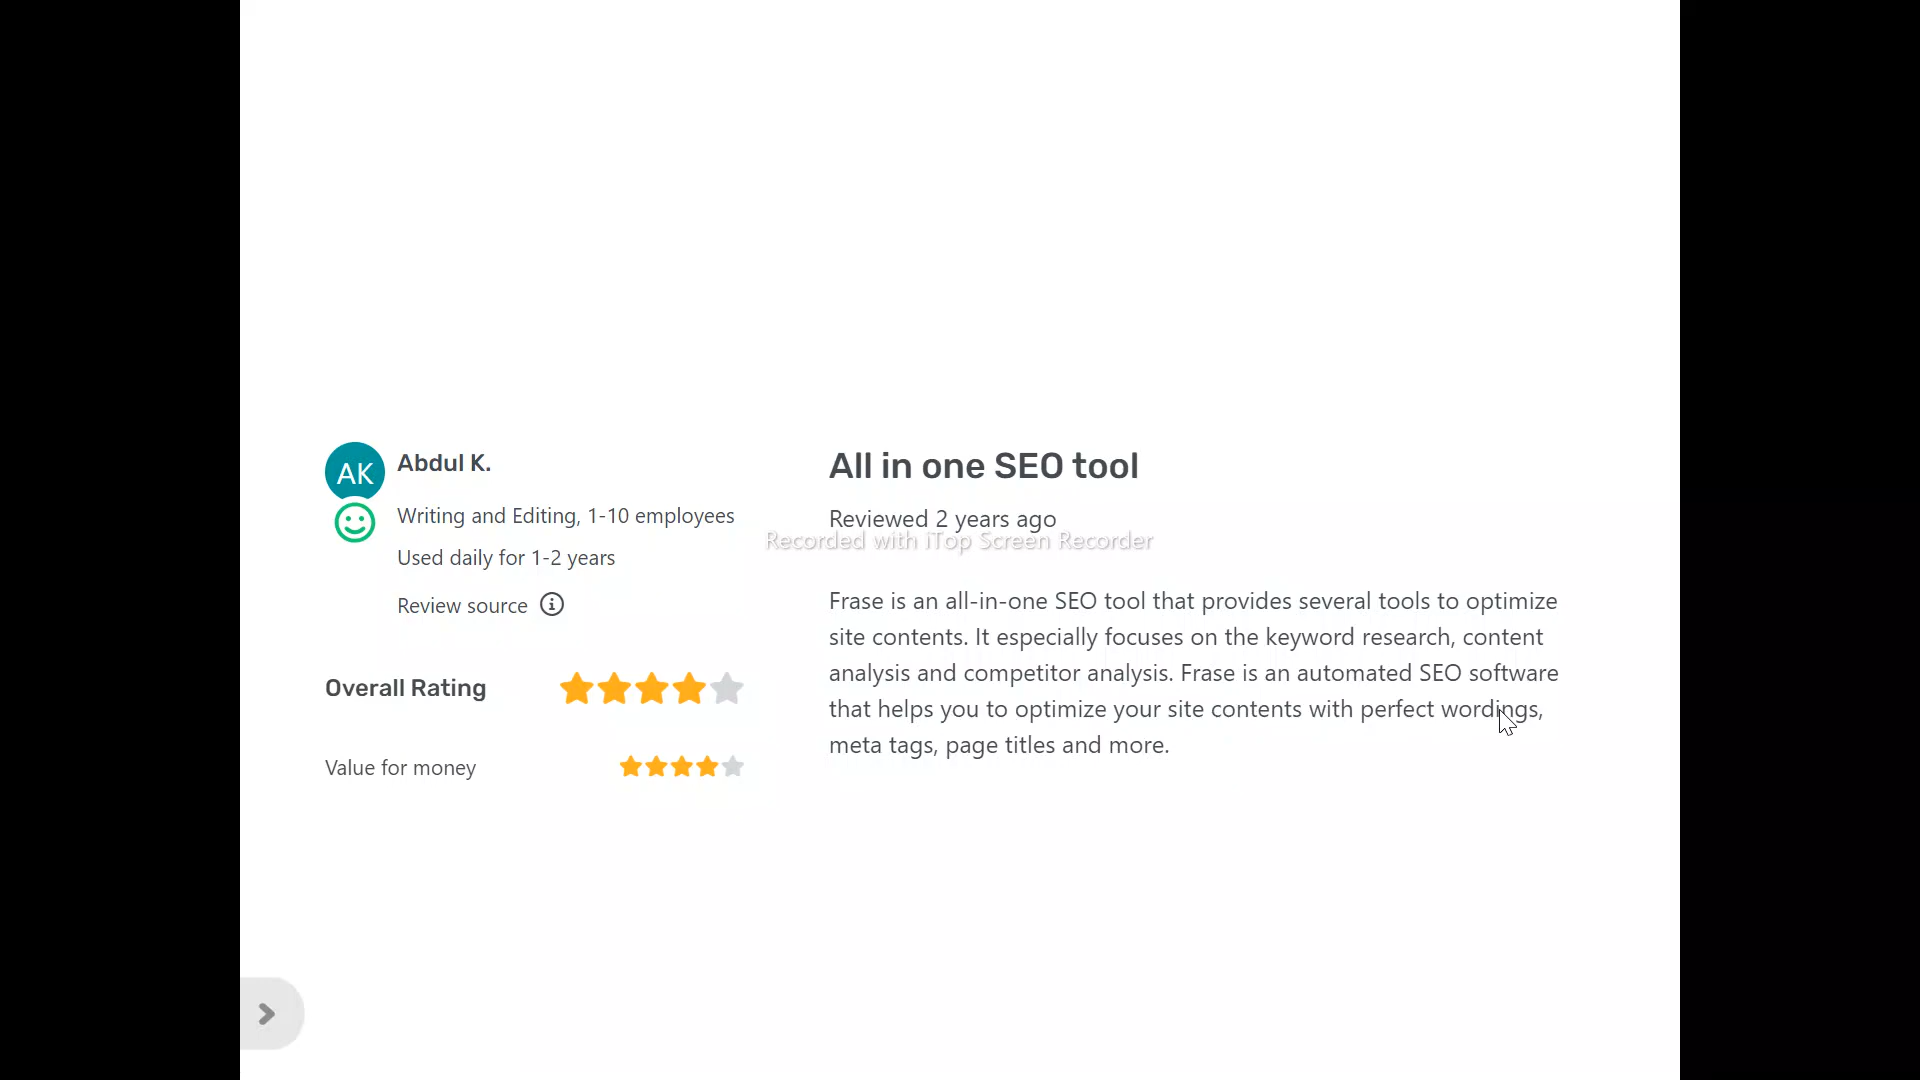 AK
Abdul K.
Writing and Editing, 1-10 employees
Used daily for 1-2 years
Review source
Overall Rating
Value for money
All in one SEO tool
Reviewed 2 years ago
Recorded with iTop Screen Recorder
Frase is an all-in-one SEO tool that provides several tools to optimize
site contents. It especially focuses on the keyword research, content
analysis and competitor analysis. Frase is an automated SEO software
that helps you to optimize your site contents with perfect wordings,
meta tags, page titles and more.